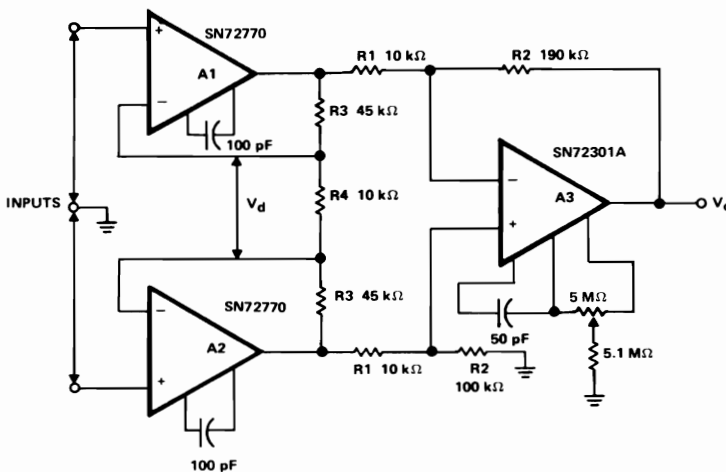 SN72770
R1 10 kΩ
R2 190 kΩ
+
A1
−
R3 45 kΩ
100 pF
SN72301A
INPUTS
Vd
R4 10 kΩ
−
A3
+
SN72770
−
R3 45 kΩ
5 MΩ
50 pF
A2
+
R1 10 kΩ
R2
100 kΩ
5.1 MΩ
100 pF